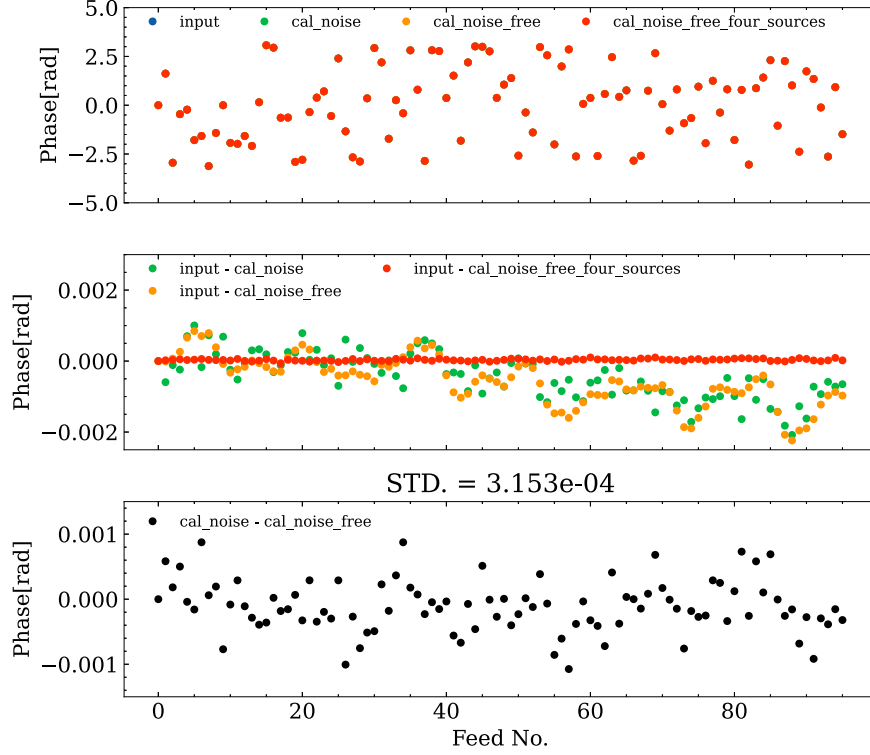 input cal_noise cal_noise_free cal_noise_free_four_sources
5.0
2.5
0.0
−2.5
−5.0
Phase[rad]
input - cal_noise input - cal_noise_free_four_sources
input - cal_noise_free
0.002
0.000
−0.002
Phase[rad]
STD. = 3.153e-04
cal_noise - cal_noise_free
0.001
0.000
−0.001
Phase[rad]
0 20 40 60 80
Feed No.